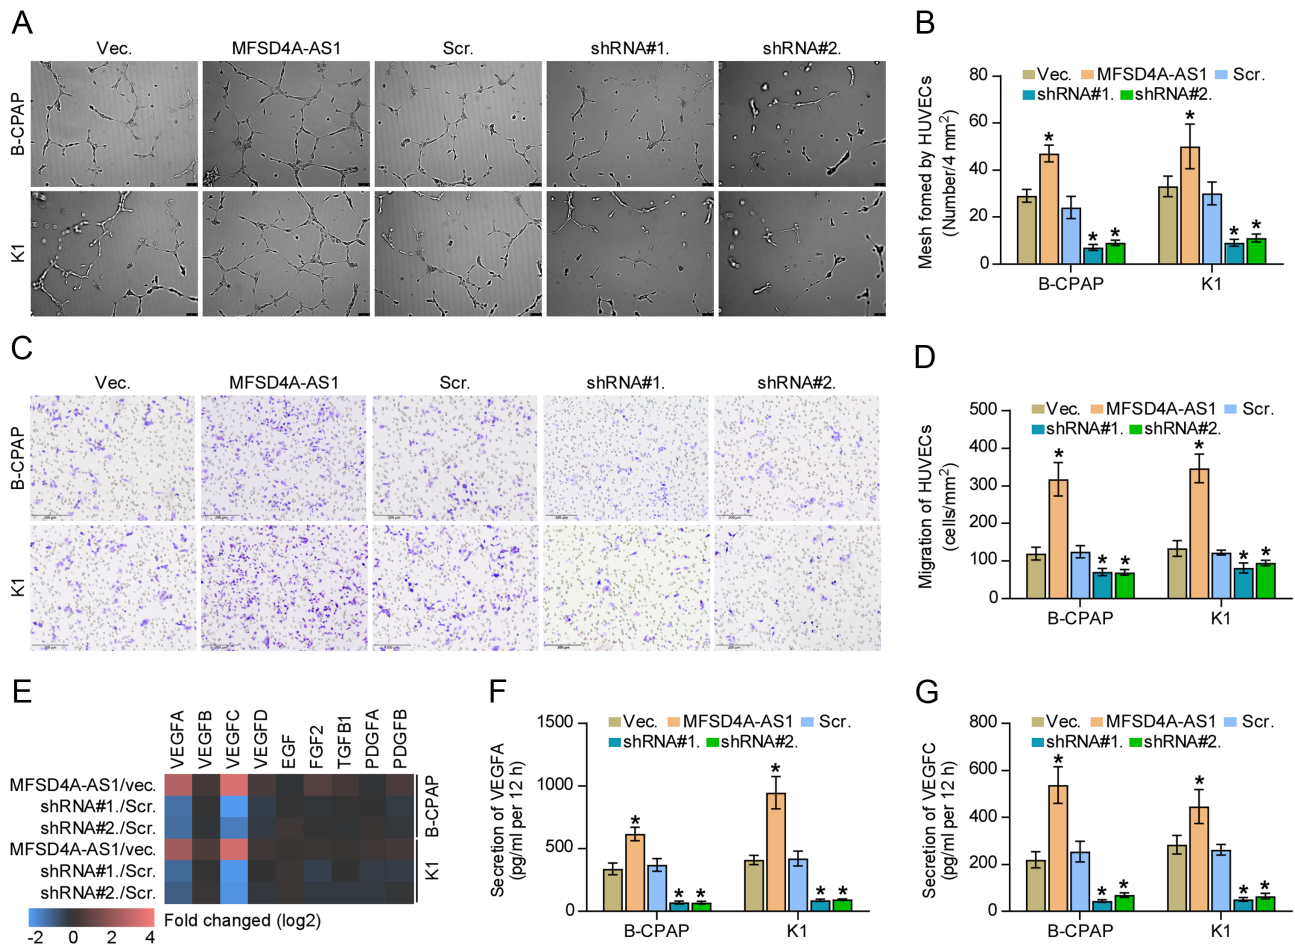 A
Vec. MFSD4A-AS1 Scr. shRNA#1. shRNA#2.
B-CPAP
K1
B
Mesh fomed by HUVECs
(Number/4 mm²)
80
60
40
20
0
Vec. MFSD4A-AS1 Scr.
shRNA#1. shRNA#2.
* * * * * *
B-CPAP K1
C
Vec. MFSD4A-AS1 Scr. shRNA#1. shRNA#2.
B-CPAP
K1
D
Migration of HUVECs
(cells/mm²)
500
400
300
200
100
0
Vec. MFSD4A-AS1 Scr.
shRNA#1. shRNA#2.
* * * * * *
B-CPAP K1
E
VEGFA VEGFB VEGFC VEGFD EGF FGF2 TGFB1 PDGFA PDGFB
MFSD4A-AS1/vec.
shRNA#1./Scr.
shRNA#2./Scr.
MFSD4A-AS1/vec.
shRNA#1./Scr.
shRNA#2./Scr.
B-CPAP
K1
Fold changed (log2)
-2 0 2 4
F
Secretion of VEGFA
(pg/ml per 12 h)
1500
1000
500
0
Vec. MFSD4A-AS1 Scr.
shRNA#1. shRNA#2.
* * * * * *
B-CPAP K1
G
Secretion of VEGFC
(pg/ml per 12 h)
800
600
400
200
0
Vec. MFSD4A-AS1 Scr.
shRNA#1. shRNA#2.
* * * * * *
B-CPAP K1